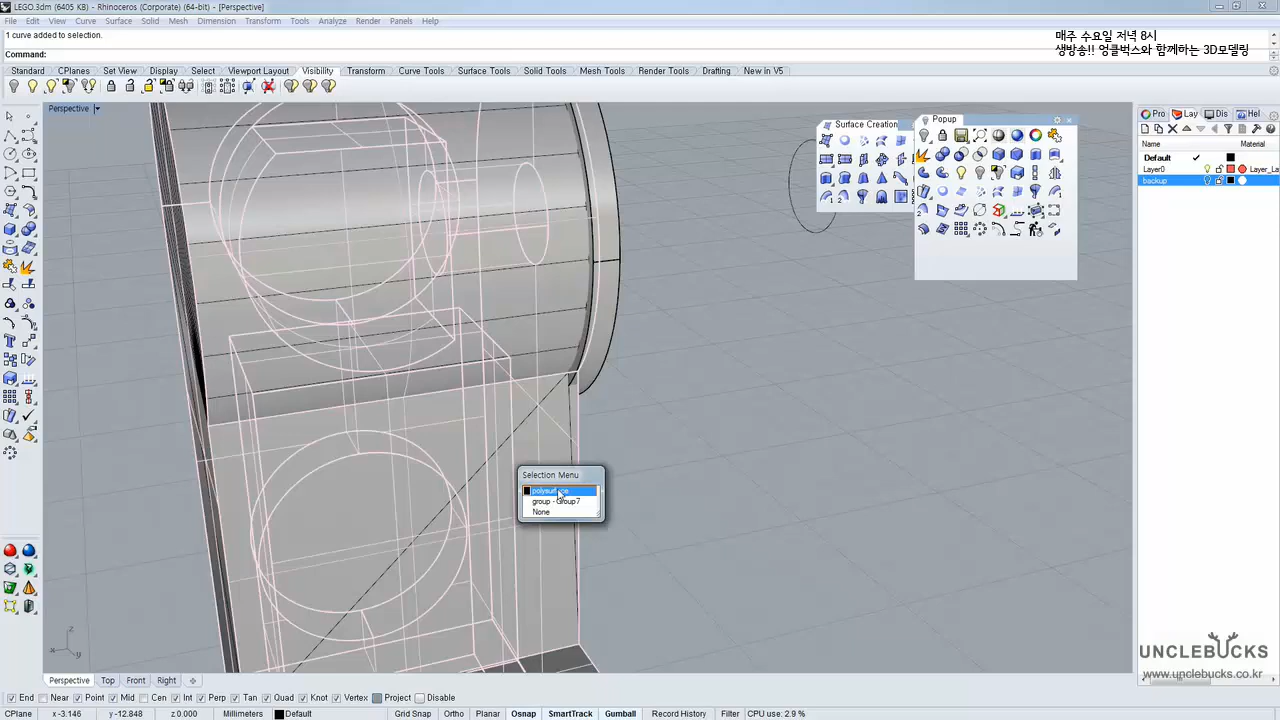 LEGO.3dm (6405 KB) - Rhinoceros (Corporate) (64-bit) - [Perspective]
File Edit View Curve Surface Solid Mesh Dimension Transform Tools Analyze Render Panels Help
1 curve added to selection.
매주 수요일 저녁 8시
Command:
생방송!! 엉클벅스와 함께하는 3D모델링
Standard CPlanes Set View Display Select Viewport Layout Visibility Transform Curve Tools Surface Tools Solid Tools Mesh Tools Render Tools Drafting New in V5
Perspective
Surface Creation
Popup
Pro Lay Dis Hel
Name Material
Default
Layer0 Layer_La
backup
Selection Menu
polysurface
group - Group7
None
z
x y
UNCLEBUCKS
www.unclebucks.co.kr
Perspective Top Front Right
End Near Point Mid Cen Int Perp Tan Quad Knot Vertex Project Disable
CPlane x -3.146 y -12.848 z 0.000 Millimeters Default Grid Snap Ortho Planar Osnap SmartTrack Gumball Record History Filter CPU use: 2.9 %